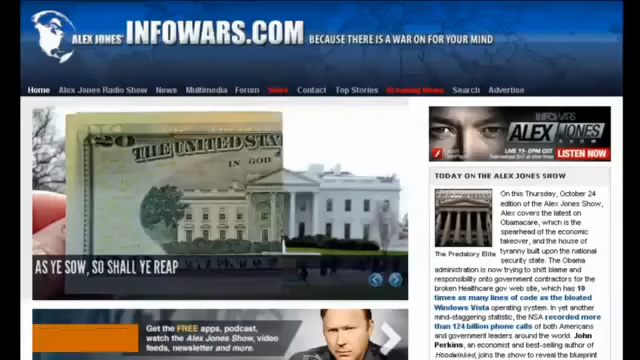 ALEX JONES' INFOWARS.COM BECAUSE THERE IS A WAR ON FOR YOUR MIND
Home Alex Jones Radio Show News Multimedia Forum Store Contact Top Stories Breaking News Search Advertise
20 THE UNITED STA
IN GOD
AS YE SOW, SO SHALL YE REAP
INFOWARS
ALEX JONES
SHOW
LISTEN NOW
TODAY ON THE ALEX JONES SHOW
On this Thursday, October 24
edition of the Alex Jones Show,
Alex covers the latest on
Obamacare, which is the
spearhead of the economic
takeover, and the house of
The Predatory Elite tyranny built upon the national
security state. The Obama
administration is now trying to shift blame and
responsibility onto government contractors for the
broken Healthcare gov web site, which has 10
times as many lines of code as the bloated
Windows Vista operating system. In yet another
mind-staggering statistic, the NSA recorded more
than 124 billion phone calls of both Americans
and government leaders around the world. John
Perkins, an economist and best-selling author of
Hoodwinked, joins the show to reveal the blueprint
Get the FREE apps, podcast,
watch the Alex Jones Show, video
feeds, newsletter and more.